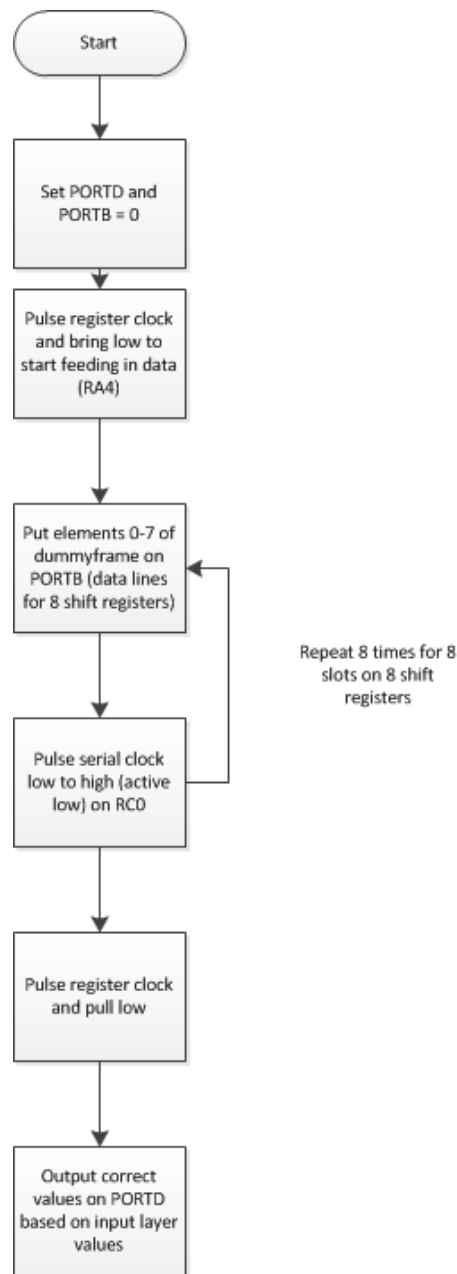 Start
Set PORTD and
PORTB = 0
Pulse register clock
and bring low to
start feeding in data
(RA4)
Put elements 0-7 of
dummyframe on
PORTB (data lines
for 8 shift registers)
Repeat 8 times for 8
slots on 8 shift
registers
Pulse serial clock
low to high (active
low) on RC0
Pulse register clock
and pull low
Output correct
values on PORTD
based on input layer
values